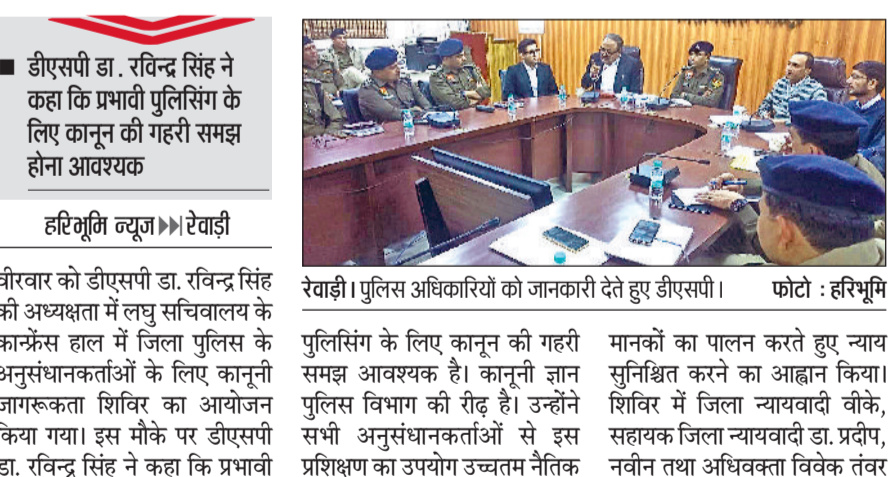 डीएसपी डा. रविन्द्र सिंह ने
कहा कि प्रभावी पुलिसिंग के
लिए कानून की गहरी समझ
होना आवश्यक
हरिभूमि न्यूज रेवाड़ी
वीरवार को डीएसपी डा. रविन्द्र सिंह
की अध्यक्षता में लघु सचिवालय के
कान्फ्रेंस हाल में जिला पुलिस के
अनुसंधानकर्ताओं के लिए कानूनी
जागरूकता शिविर का आयोजन
किया गया। इस मौके पर डीएसपी
डा. रविन्द्र सिंह ने कहा कि प्रभावी
रेवाड़ी। पुलिस अधिकारियों को जानकारी देते हुए डीएसपी। फोटो : हरिभूमि
पुलिसिंग के लिए कानून की गहरी
समझ आवश्यक है। कानूनी ज्ञान
पुलिस विभाग की रीढ़ है। उन्होंने
सभी अनुसंधानकर्ताओं से इस
प्रशिक्षण का उपयोग उच्चतम नैतिक
मानकों का पालन करते हुए न्याय
सुनिश्चित करने का आह्वान किया।
शिविर में जिला न्यायवादी वीके,
सहायक जिला न्यायवादी डा. प्रदीप,
नवीन तथा अधिवक्ता विवेक तंवर